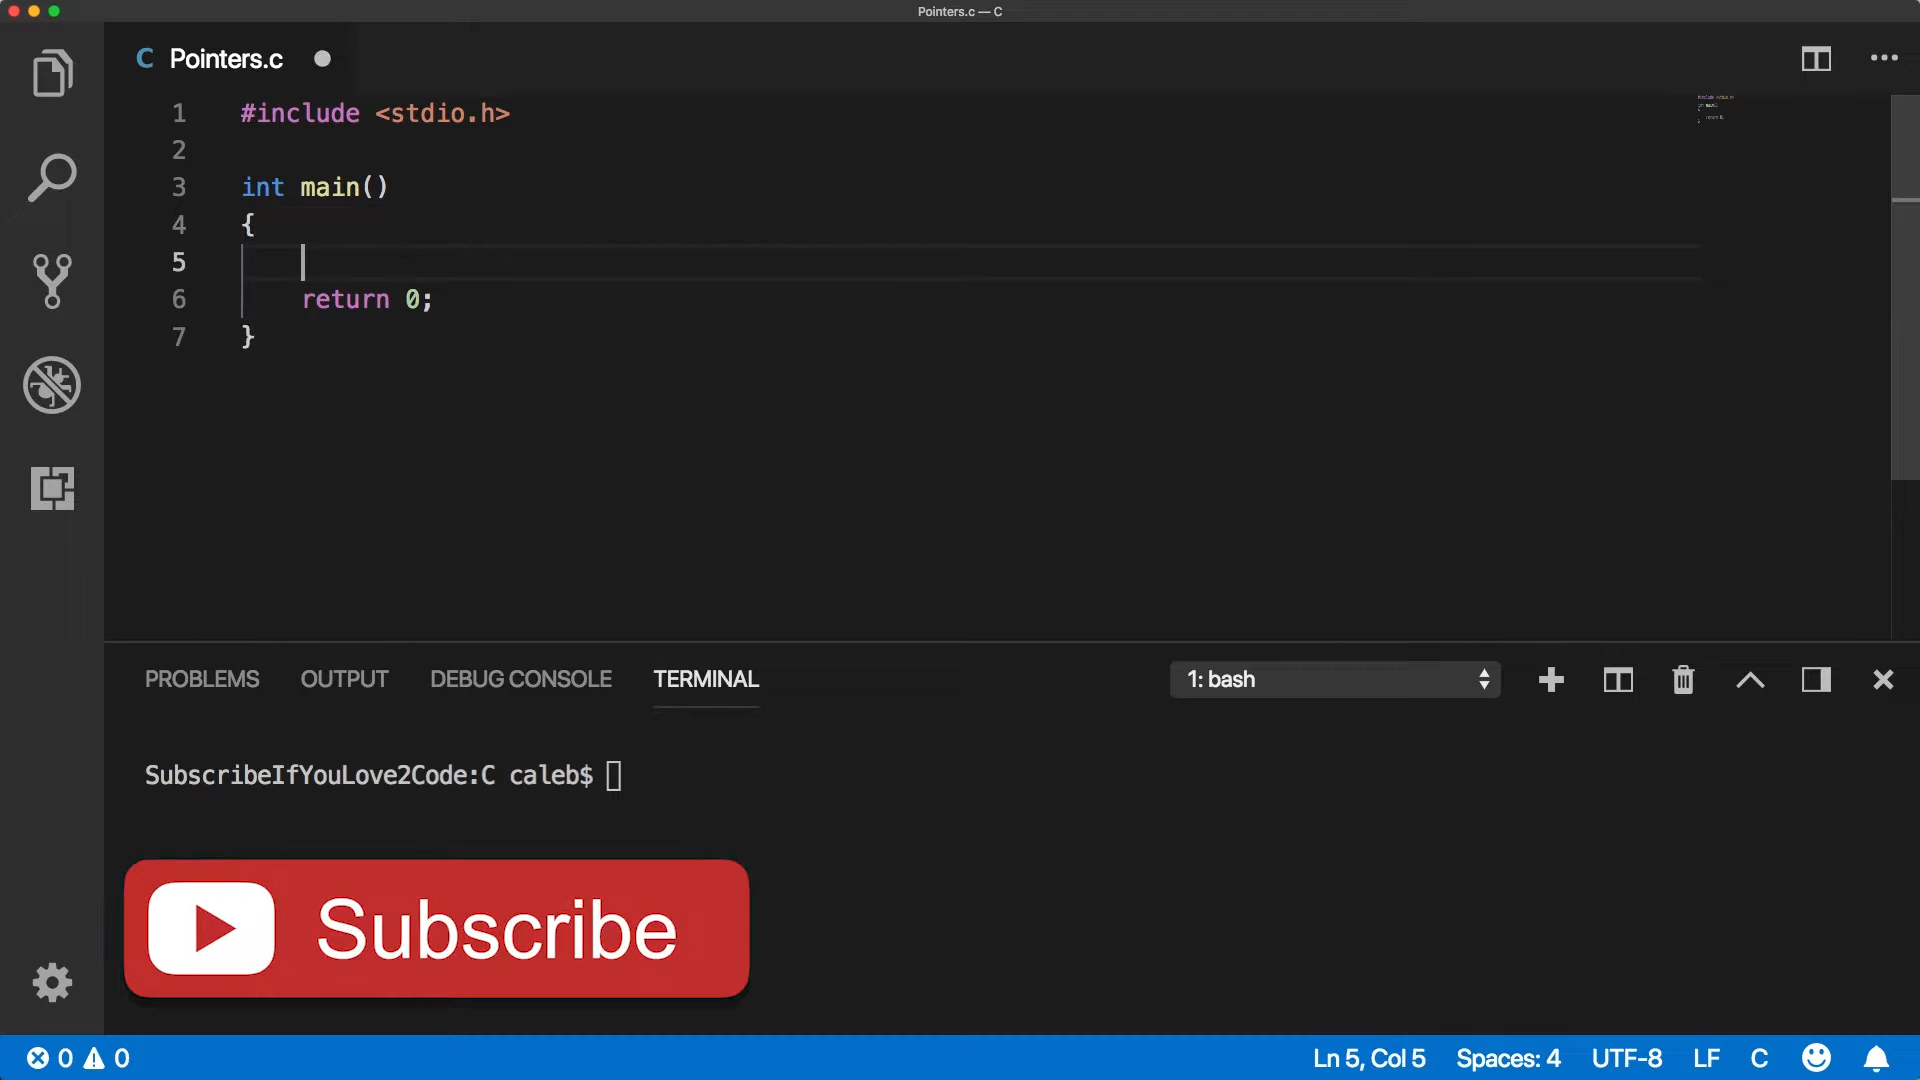 Pointers.c — C
C Pointers.c
1 #include <stdio.h>
2
3 int main()
4 {
5
6 return 0;
7 }
PROBLEMS OUTPUT DEBUG CONSOLE TERMINAL 1: bash
SubscribeIfYouLove2Code:C caleb$
Subscribe
0 0 Ln 5, Col 5 Spaces: 4 UTF-8 LF C